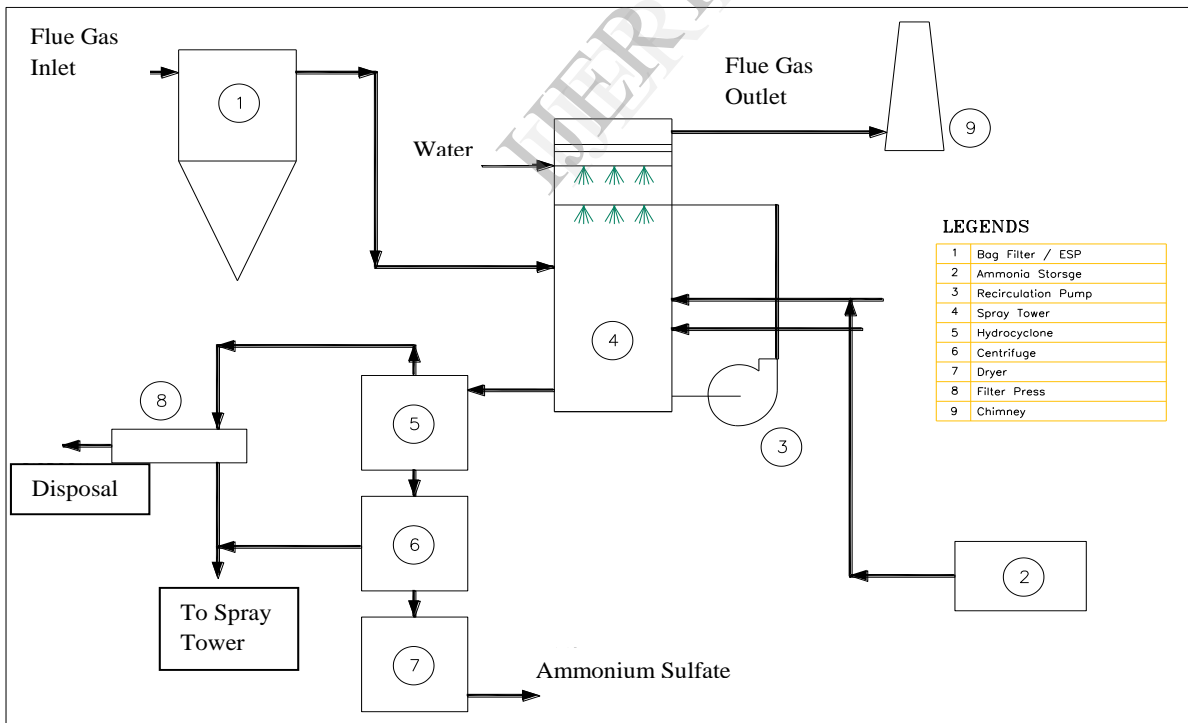 Flue Gas
Inlet
1
Flue Gas
Outlet
9
Water
IJERT
LEGENDS
1 Bag Filter / ESP
2 Ammonia Storsge
3 Recirculation Pump
4 Spray Tower
5 Hydrocyclone
6 Centrifuge
7 Dryer
8 Filter Press
9 Chimney
4
8
5
3
Disposal
6
2
To Spray
Tower
7
Ammonium Sulfate